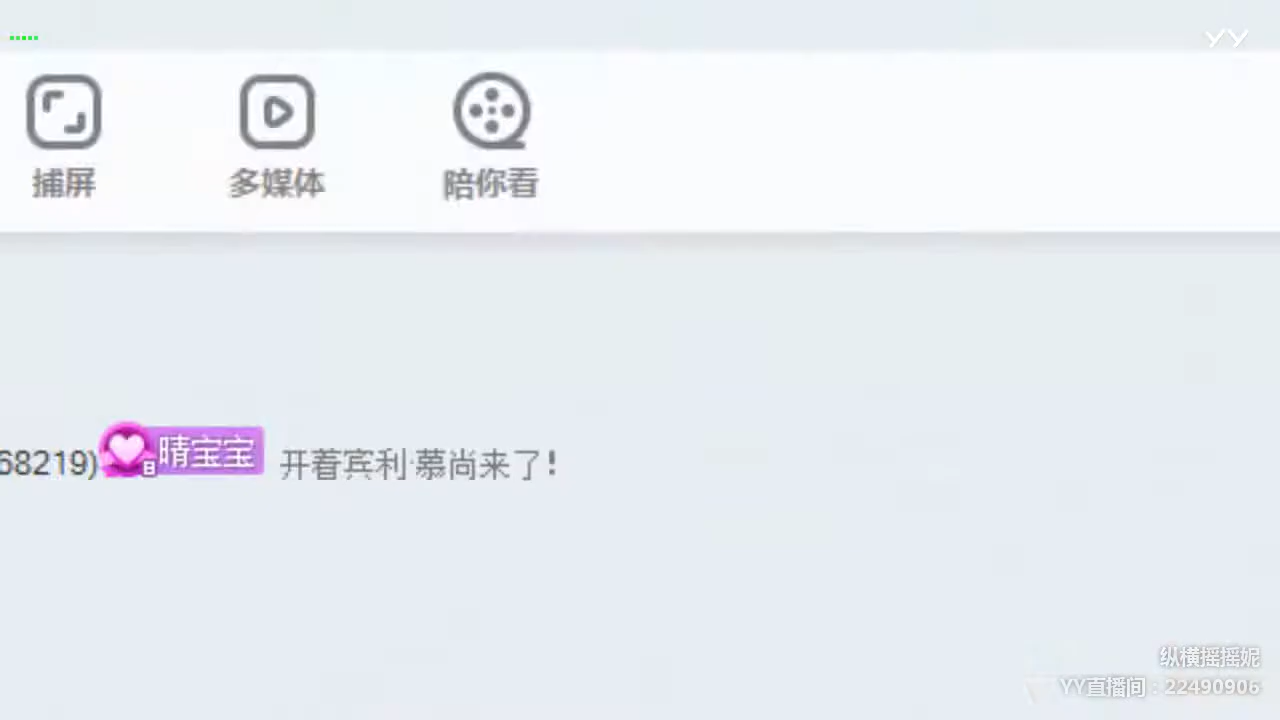 YY
捕屏 多媒体 陪你看
68219) 8 晴宝宝 开着宾利·慕尚来了!
纵横摇摇妮
YY直播间:22490906